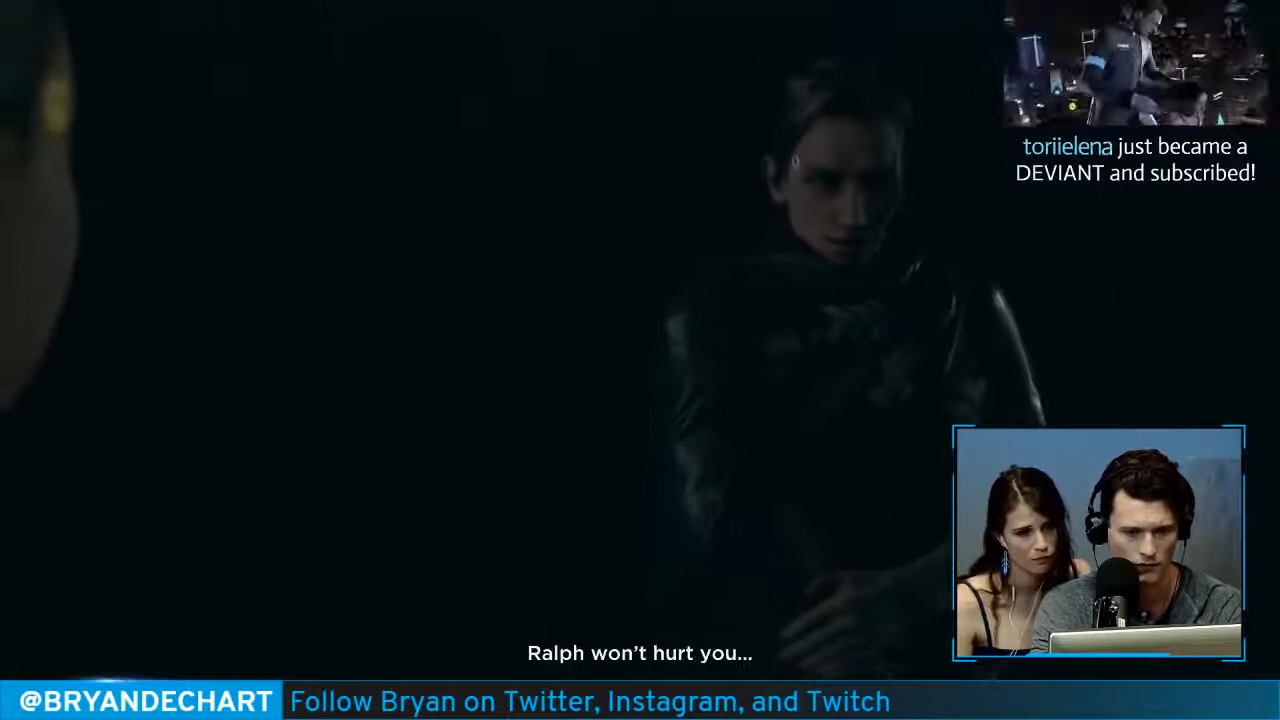 toriielena just became a
DEVIANT and subscribed!
Ralph won't hurt you...
@BRYANDECHART
Follow Bryan on Twitter, Instagram, and Twitch